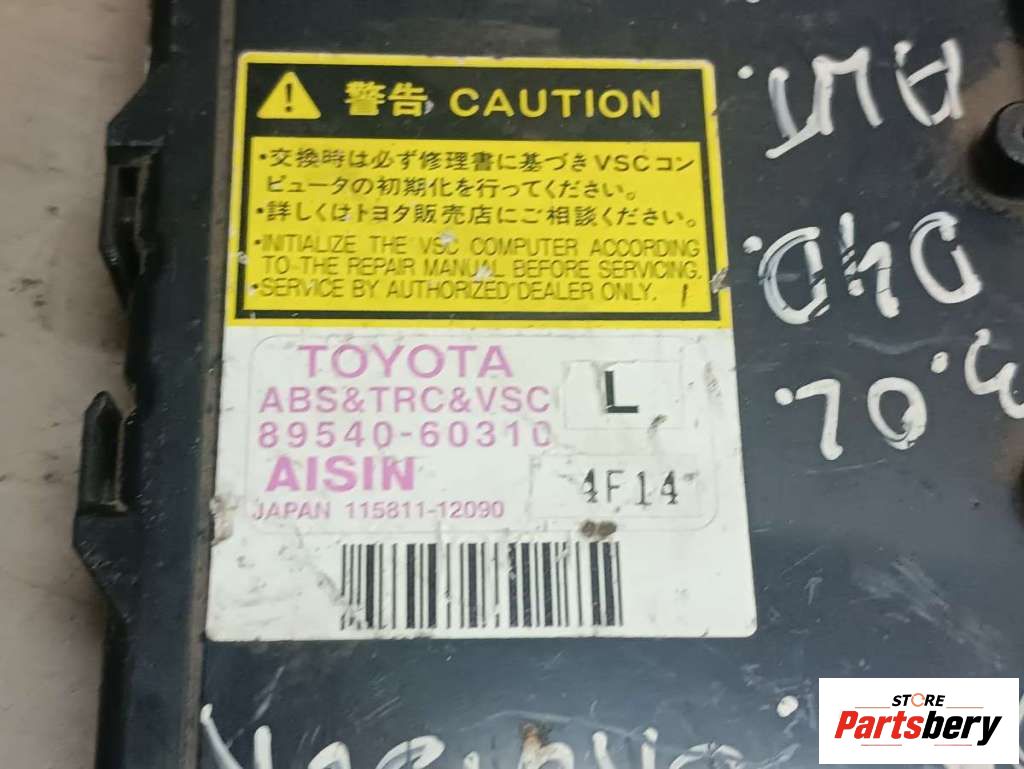 警告 CAUTION
・交換時は必ず修理書に基づきVSCコン
ピュータの初期化を行ってください。
・詳しくはトヨタ販売店にご相談ください。
・INITIALIZE THE VSC COMPUTER ACCORDING
TO THE REPAIR MANUAL BEFORE SERVICING.
・SERVICE BY AUTHORIZED DEALER ONLY.
TOYOTA
ABS&TRC&VSC
L
89540-60310
AISIN
4F14
JAPAN 115811-12090
D4D.
3.0L
STORE
Partsbery